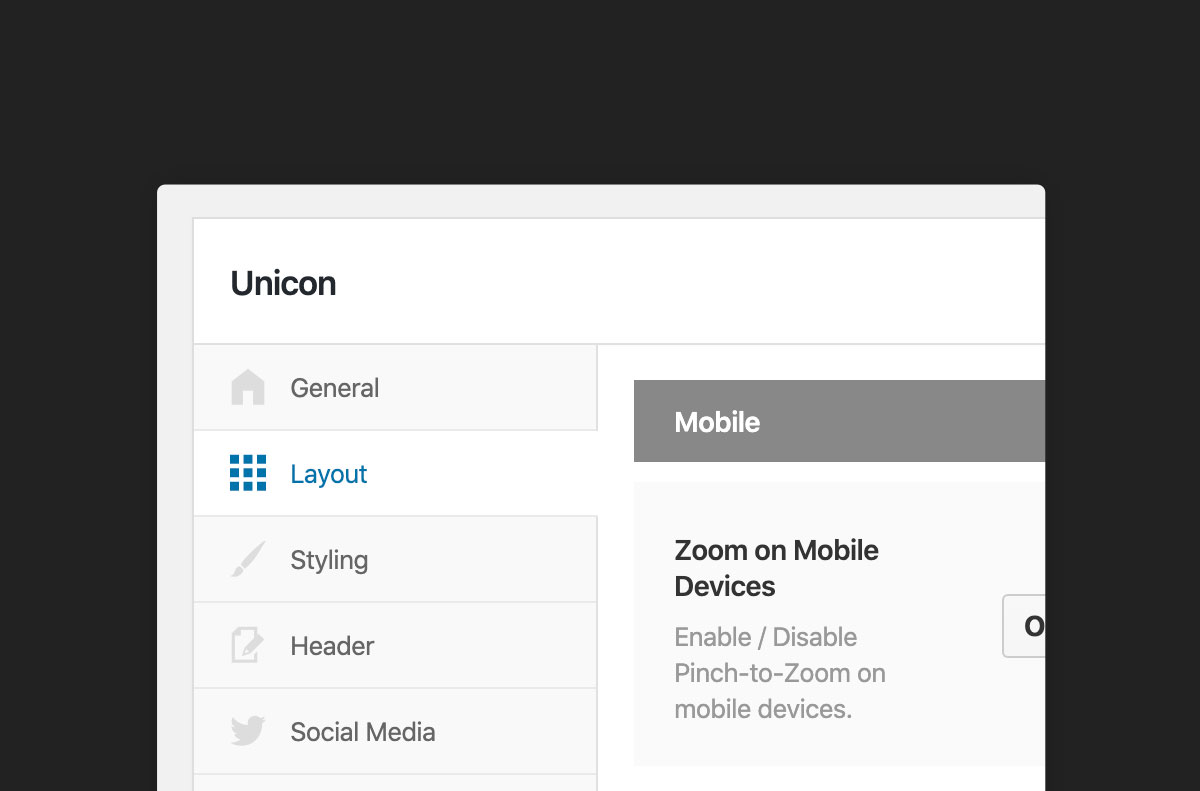 Unicon
General
Layout
Styling
Header
Social Media
Mobile
Zoom on Mobile
Devices
Enable / Disable
Pinch-to-Zoom on
mobile devices.